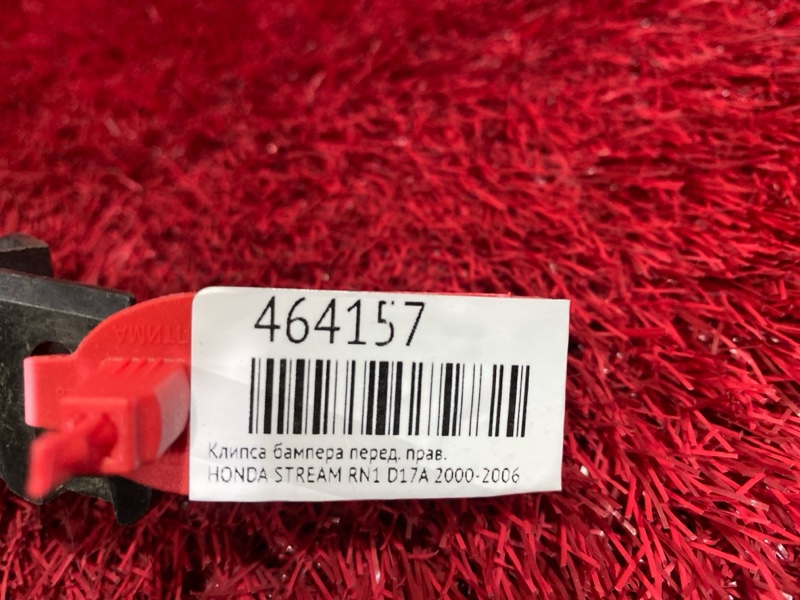 464157
Клипса бампера перед. прав.
HONDA STREAM RN1 D17A 2000-2006